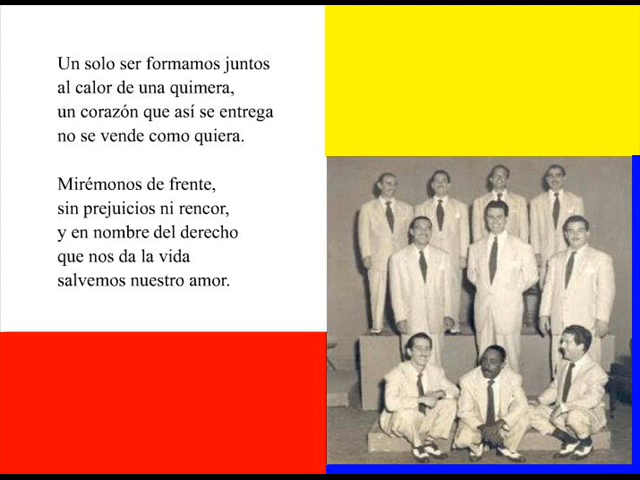 Un solo ser formamos juntos
al calor de una quimera,
un corazón que así se entrega
no se vende como quiera.
Mirémonos de frente,
sin prejuicios ni rencor,
y en nombre del derecho
que nos da la vida
salvemos nuestro amor.